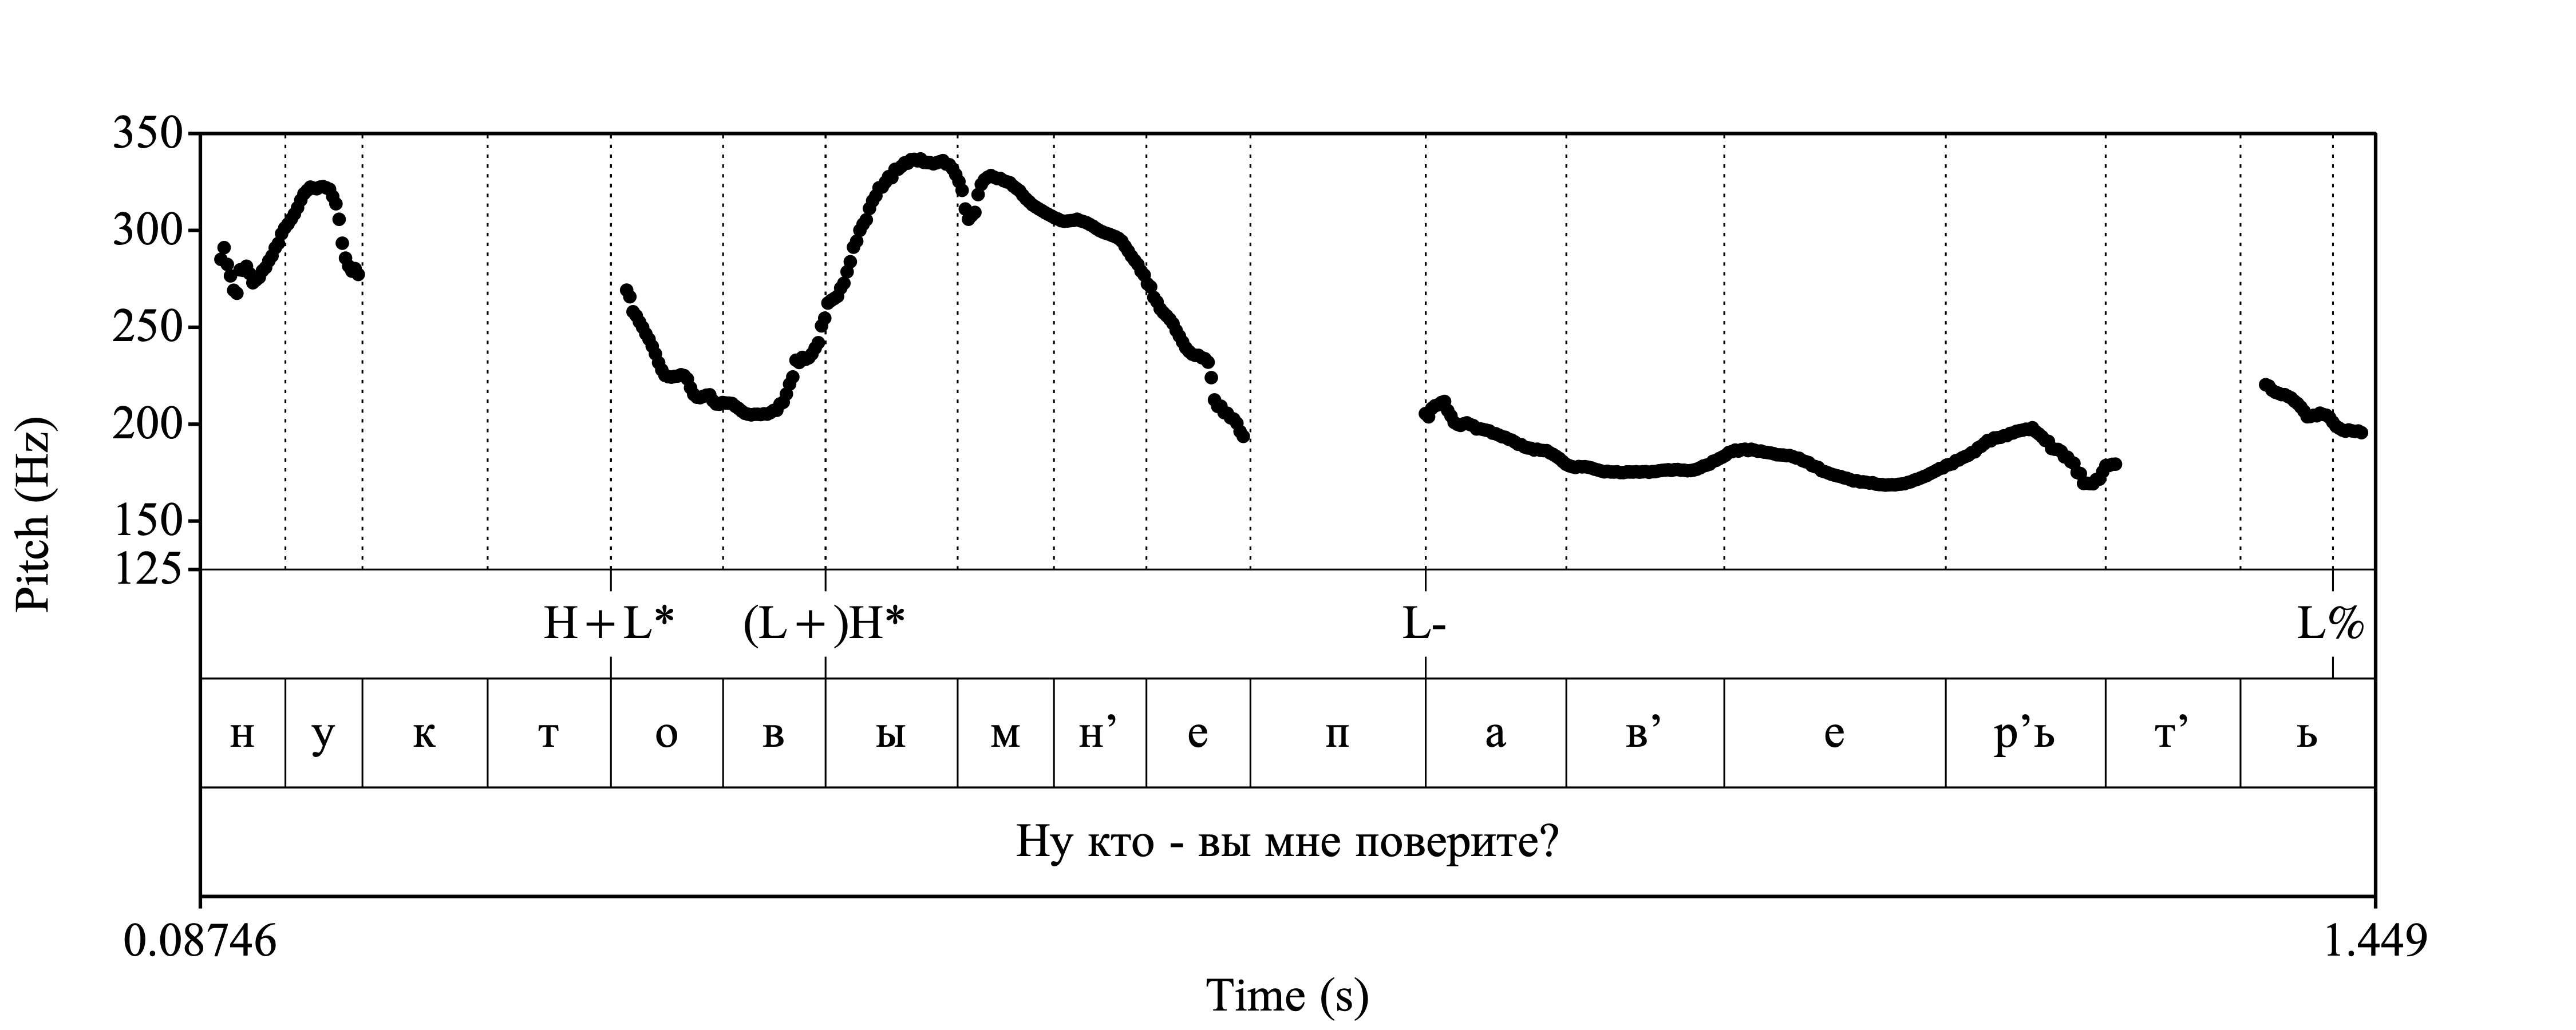 350
300
250
200
150
125
Pitch (Hz)
H+L* (L+)H* L- L%
н у к т о в ы м н’ е п а в’ е р’ь т’ ь
Ну кто - вы мне поверите?
0.08746 1.449
Time (s)